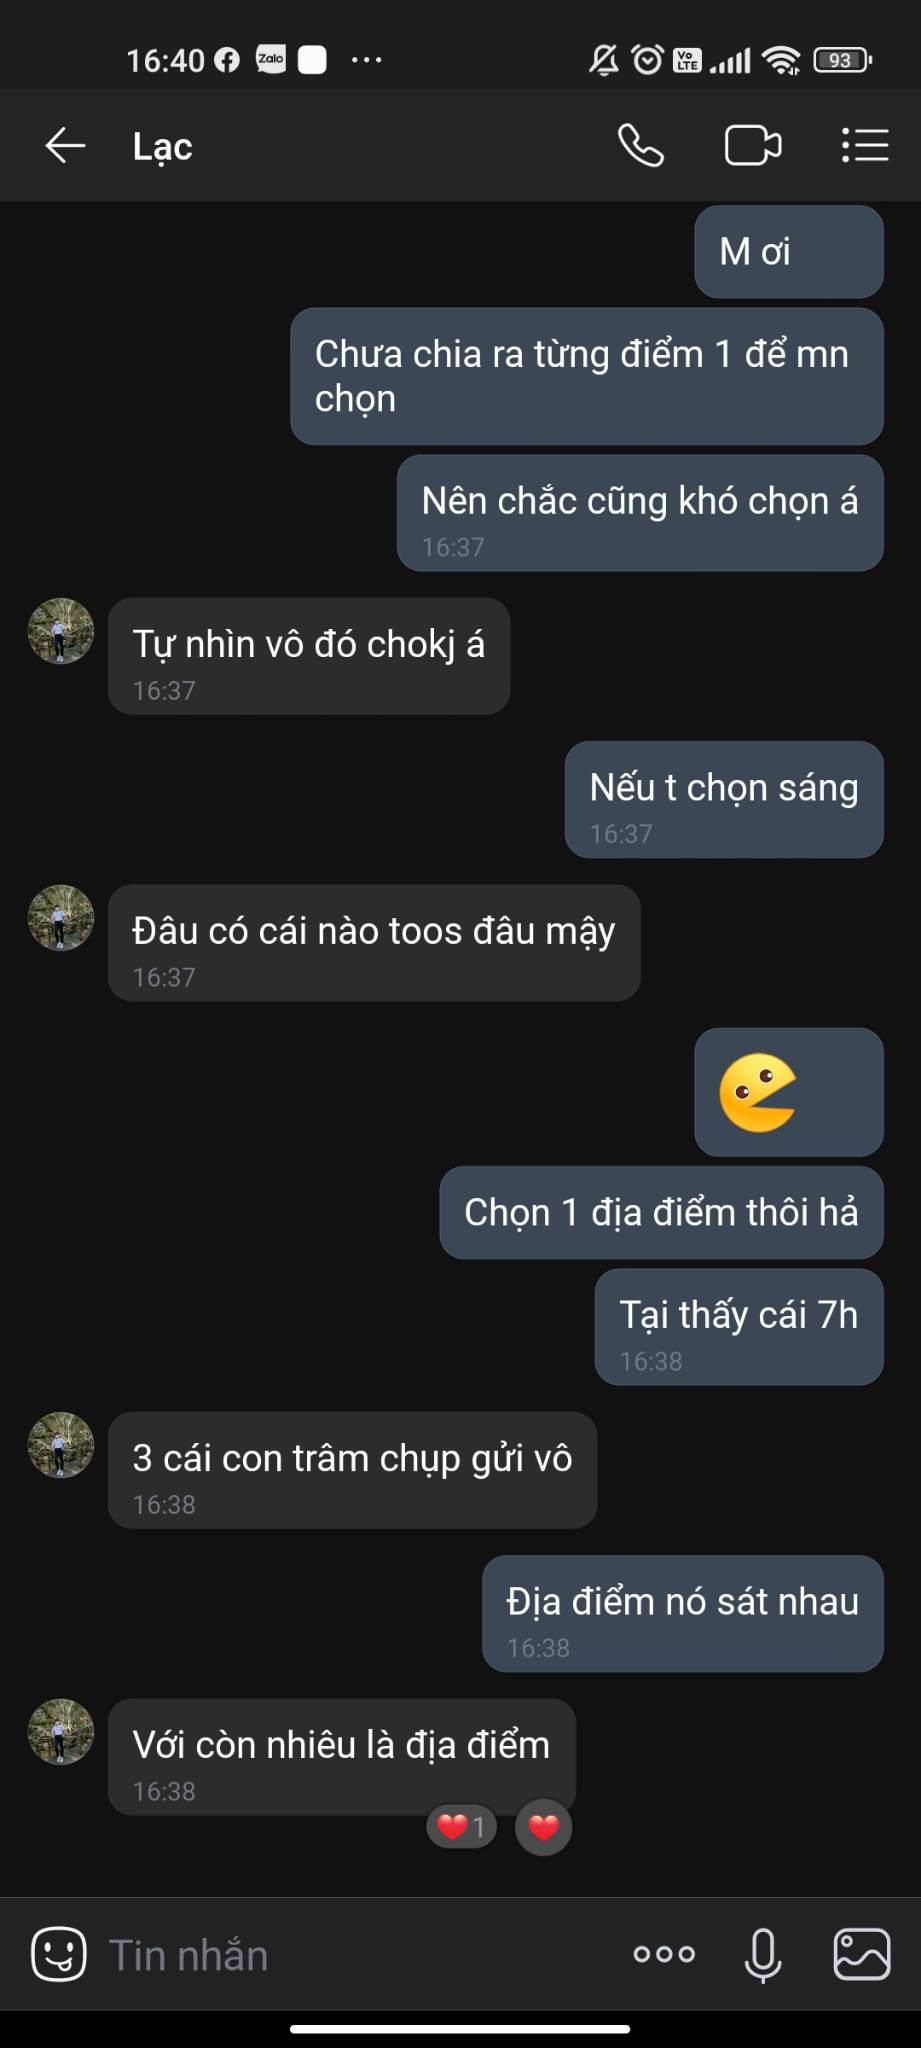 16:40 Zalo ... Vo LTE 93
Lạc
M ơi
Chưa chia ra từng điểm 1 để mn
chọn
Nên chắc cũng khó chọn á
16:37
Tự nhìn vô đó chokj á
16:37
Nếu t chọn sáng
16:37
Đâu có cái nào toos đâu mậy
16:37
Chọn 1 địa điểm thôi hả
Tại thấy cái 7h
16:38
3 cái con trâm chụp gửi vô
16:38
Địa điểm nó sát nhau
16:38
Với còn nhiêu là địa điểm
16:38
1
Tin nhắn